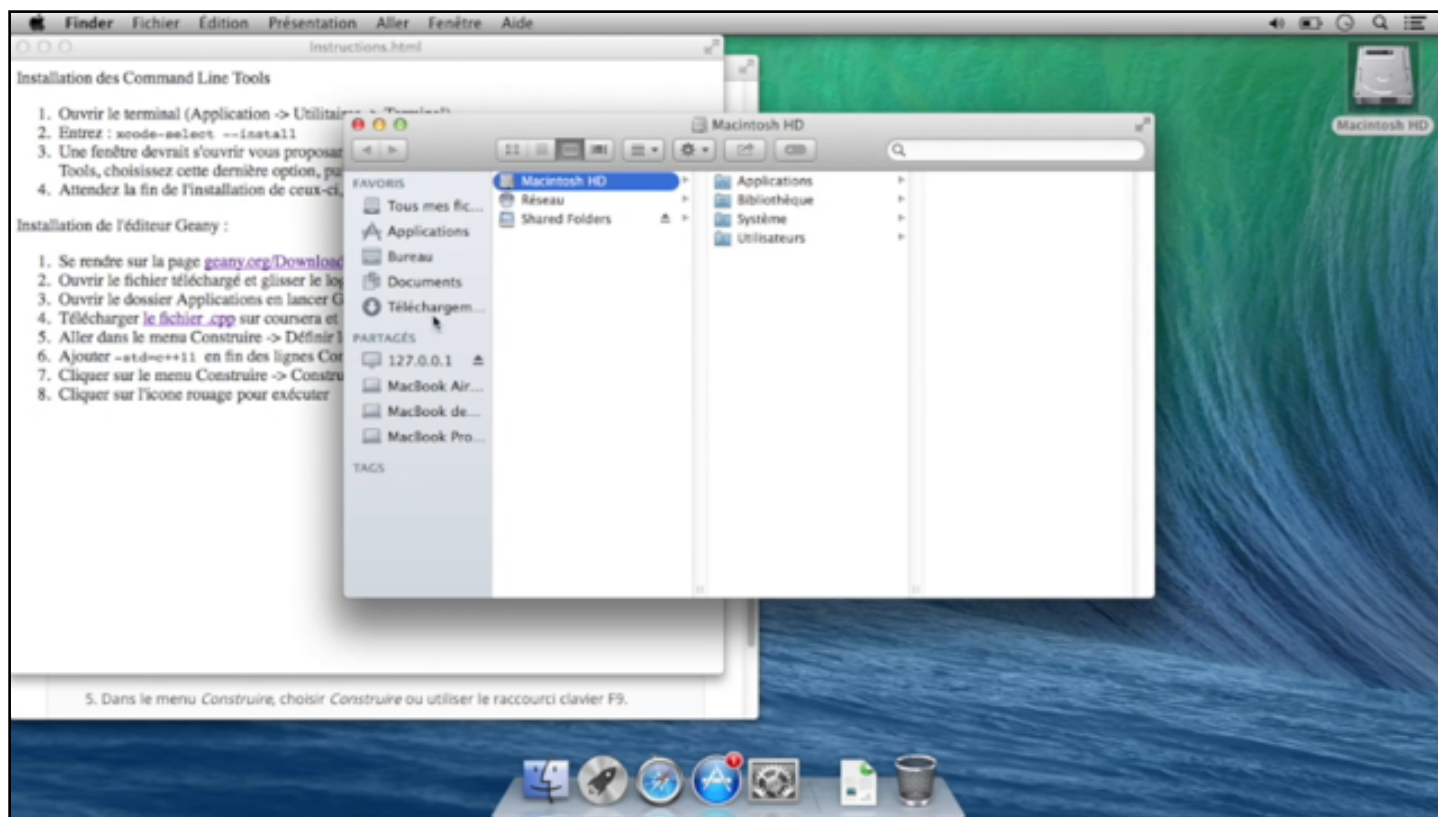 Finder Fichier Édition Présentation Aller Fenêtre Aide
Instructions.html
Installation des Command Line Tools
1. Ouvrir le terminal (Application -> Utilitaires -> Terminal)
2. Entrez : xcode-select --install
3. Une fenêtre devrait s'ouvrir vous proposan
Tools, choisissez cette dernière option, pu
4. Attendez la fin de l'installation de ceux-ci,
Installation de l'éditeur Geany :
1. Se rendre sur la page geany.org/Download
2. Ouvrir le fichier téléchargé et glisser le log
3. Ouvrir le dossier Applications en lancer G
4. Télécharger le fichier .cpp sur coursera et
5. Aller dans le menu Construire -> Définir l
6. Ajouter -std=c++11 en fin des lignes Con
7. Cliquer sur le menu Construire -> Constru
8. Cliquer sur l'icone rouage pour exécuter
5. Dans le menu Construire, choisir Construire ou utiliser le raccourci clavier F9.
Macintosh HD
FAVORIS
Tous mes fic...
Applications
Bureau
Documents
Téléchargem...
PARTAGÉS
127.0.0.1
MacBook Air...
MacBook de...
MacBook Pro...
TAGS
Macintosh HD
Réseau
Shared Folders
Applications
Bibliothèque
Système
Utilisateurs
Macintosh HD
1